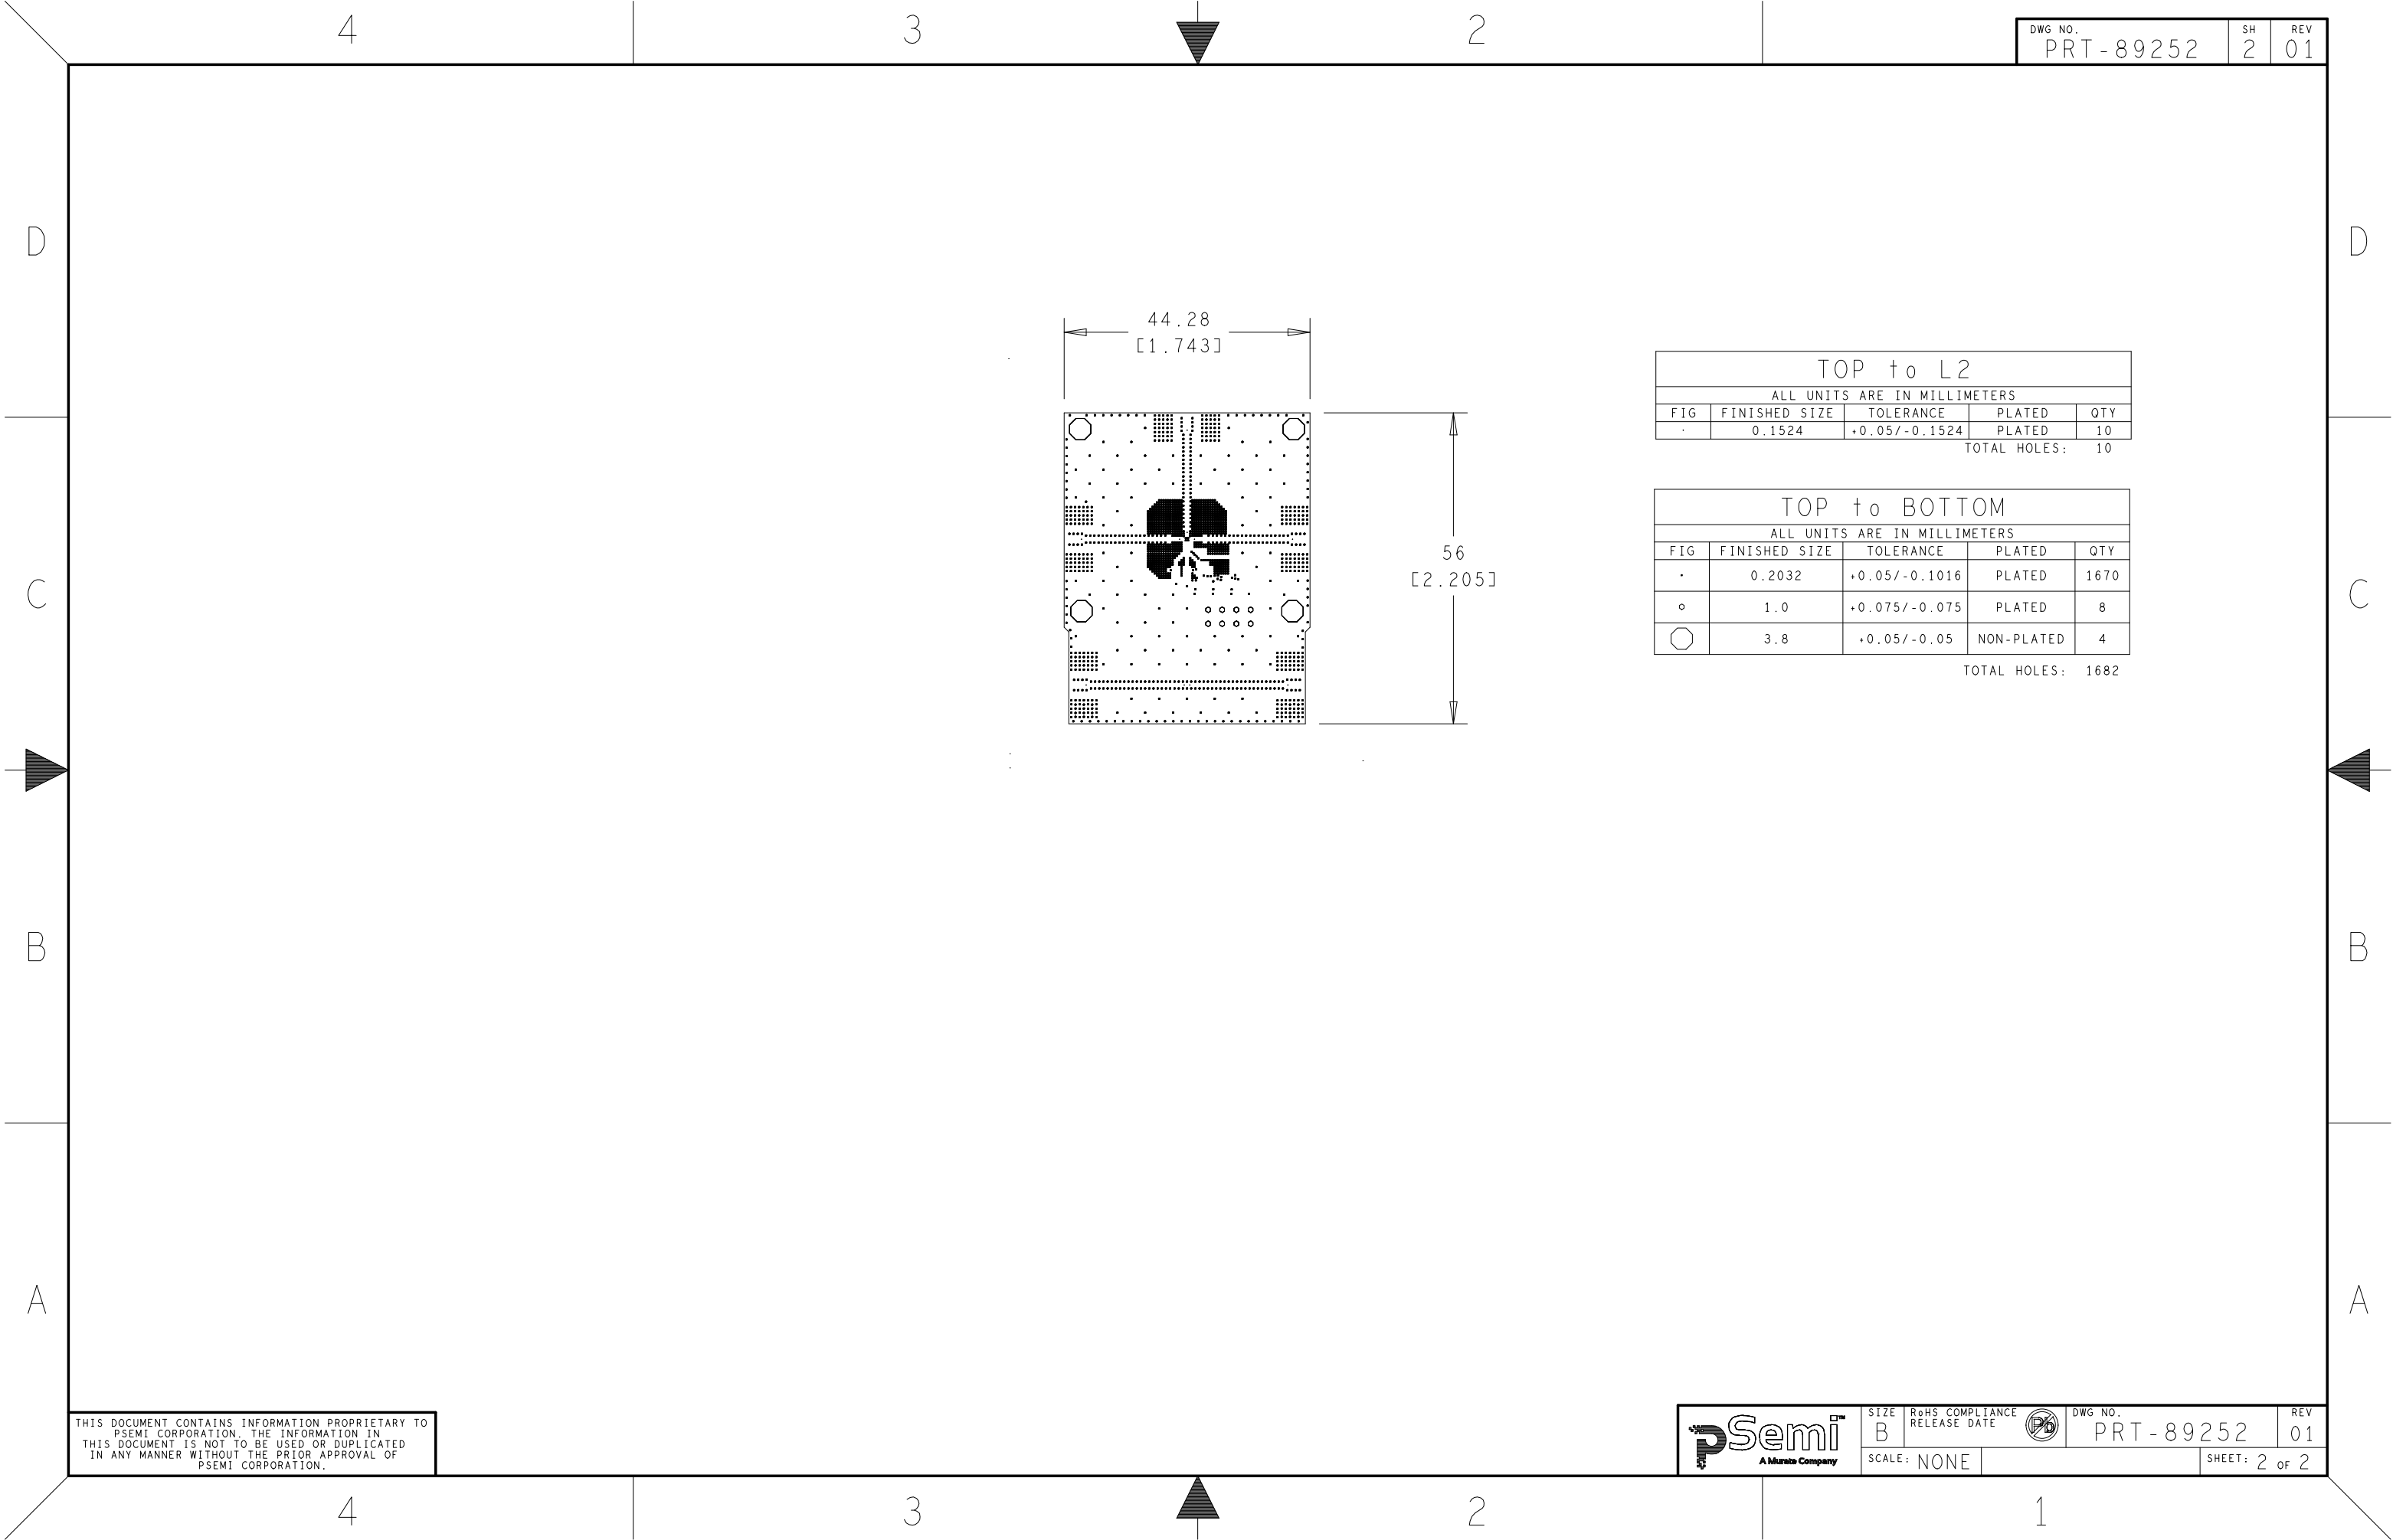 4 3 2
DWG NO. SH REV
PRT-89252 2 01
D D
44.28
[1.743]
TOP to L2
ALL UNITS ARE IN MILLIMETERS
FIG FINISHED SIZE TOLERANCE PLATED QTY
0.1524 +0.05/-0.1524 PLATED 10
TOTAL HOLES: 10
TOP to BOTTOM
ALL UNITS ARE IN MILLIMETERS
FIG FINISHED SIZE TOLERANCE PLATED QTY
0.2032 +0.05/-0.1016 PLATED 1670
1.0 +0.075/-0.075 PLATED 8
3.8 +0.05/-0.05 NON-PLATED 4
TOTAL HOLES: 1682
56
[2.205]
C C
B B
A A
THIS DOCUMENT CONTAINS INFORMATION PROPRIETARY TO
PSEMI CORPORATION. THE INFORMATION IN
THIS DOCUMENT IS NOT TO BE USED OR DUPLICATED
IN ANY MANNER WITHOUT THE PRIOR APPROVAL OF
PSEMI CORPORATION.
pSemi™
A Murata Company
SIZE
B
RoHS COMPLIANCE
RELEASE DATE
Pb
DWG NO.
PRT-89252
REV
01
SCALE: NONE
SHEET: 2 OF 2
4 3 2 1